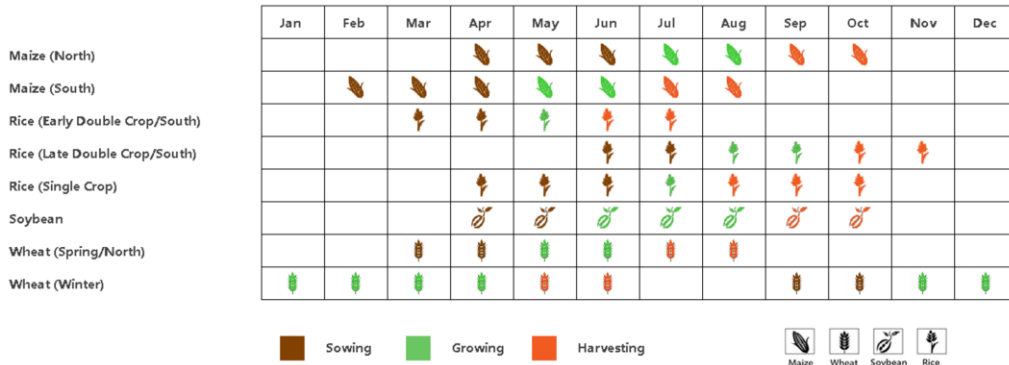 Jan Feb Mar Apr May Jun Jul Aug Sep Oct Nov Dec
Maize (North)
Maize (South)
Rice (Early Double Crop/South)
Rice (Late Double Crop/South)
Rice (Single Crop)
Soybean
Wheat (Spring/North)
Wheat (Winter)
Sowing Growing Harvesting
Maize Wheat Soybean Rice